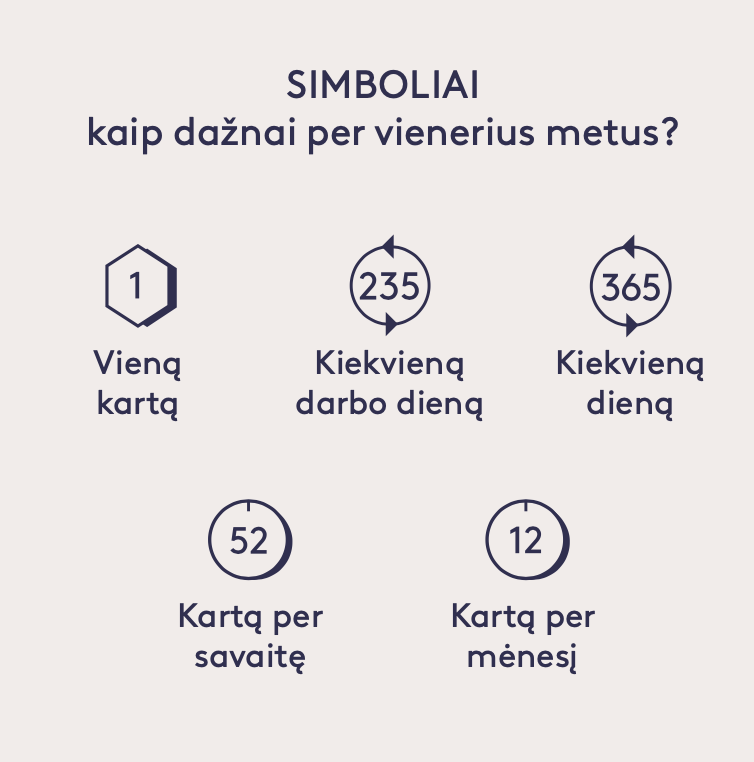 SIMBOLIAI
kaip dažnai per vienerius metus?
1
Vieną
kartą
235
Kiekvieną
darbo dieną
365
Kiekvieną
dieną
52
Kartą per
savaitę
12
Kartą per
mėnesį